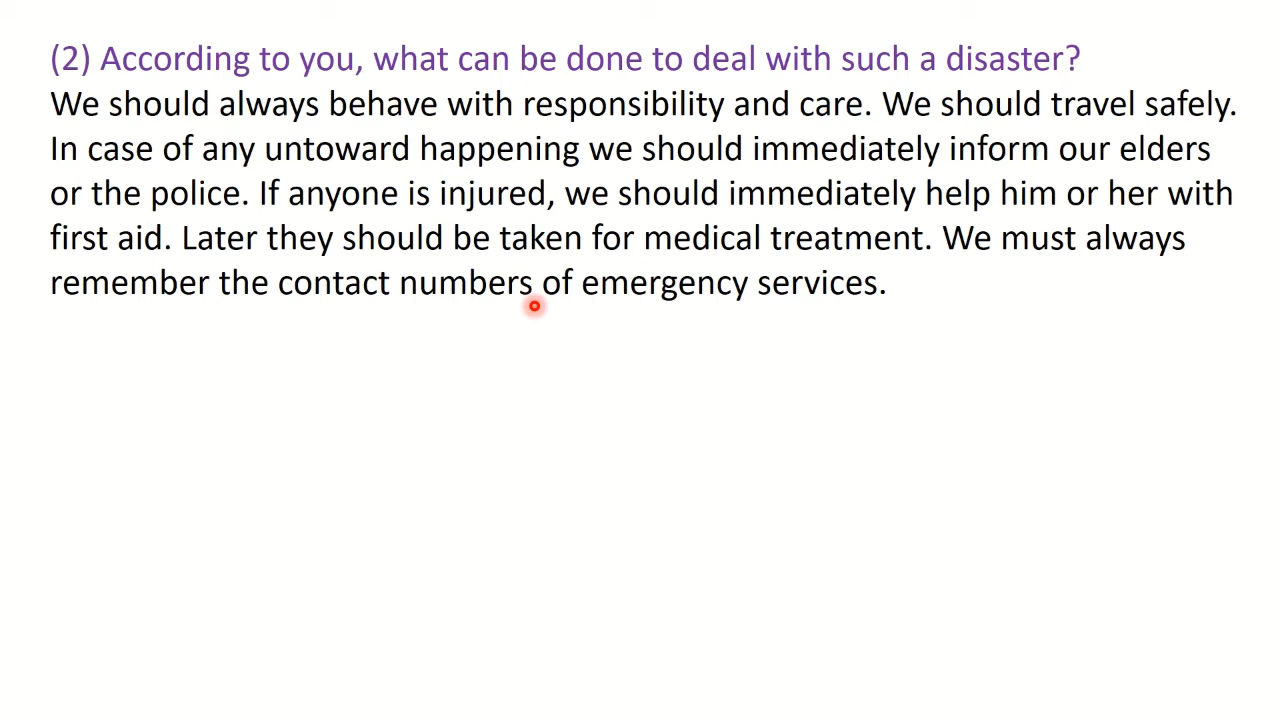 (2) According to you, what can be done to deal with such a disaster?
We should always behave with responsibility and care. We should travel safely.
In case of any untoward happening we should immediately inform our elders
or the police. If anyone is injured, we should immediately help him or her with
first aid. Later they should be taken for medical treatment. We must always
remember the contact numbers of emergency services.